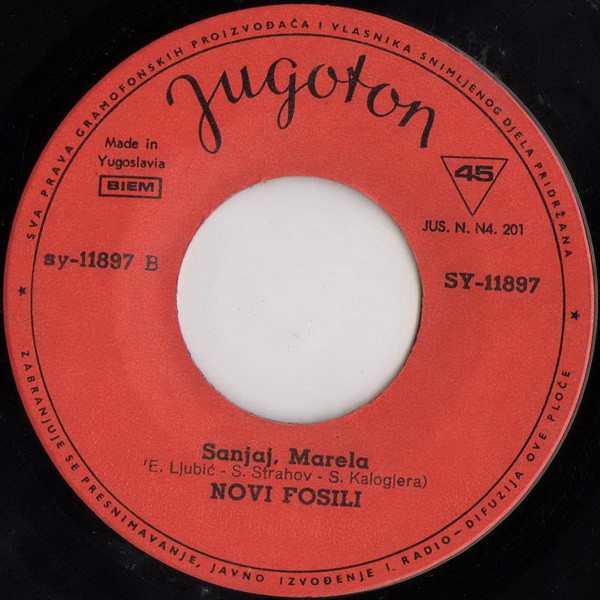 SVA PRAVA GRAMOFONSKIH PROIZVOĐAČA I VLASNIKA SNIMLJENOG DJELA PRIDRŽANA
Jugoton
Made in
Yugoslavia
BIEM
45
JUS. N. N4. 201
sy-11897 B
SY-11897
Sanjaj, Marela
(E. Ljubić - S. Strahov - S. Kalogjera)
NOVI FOSILI
ZABRANJUJE SE PRESNIMAVANJE, JAVNO IZVOĐENJE I. RADIO-DIFUZIJA OVE PLOČE